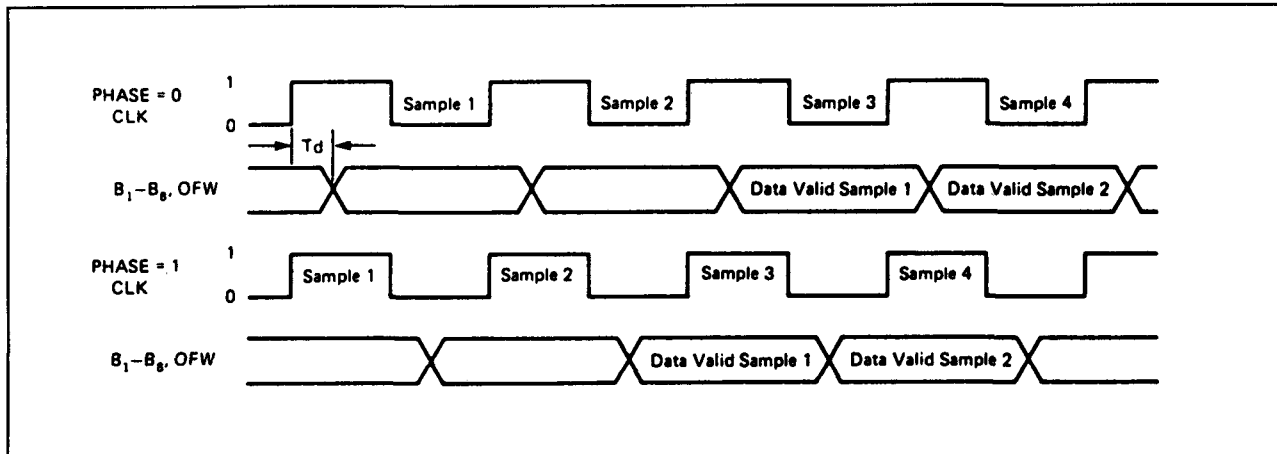 PHASE = 0
CLK
1
0
Sample 1
Sample 2
Sample 3
Sample 4
Td
B₁–B₈, OFW
Data Valid Sample 1
Data Valid Sample 2
PHASE = 1
CLK
1
0
Sample 1
Sample 2
Sample 3
Sample 4
B₁–B₈, OFW
Data Valid Sample 1
Data Valid Sample 2